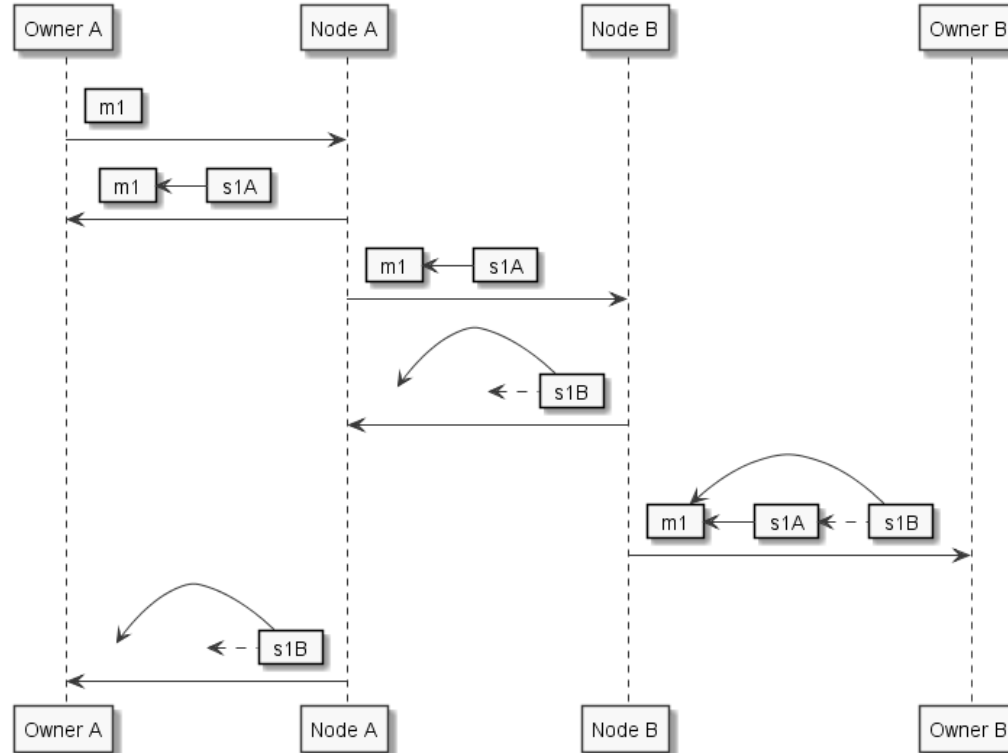 Owner A Node A Node B Owner B
m1
m1 s1A
m1 s1A
s1B
m1 s1A s1B
s1B
Owner A Node A Node B Owner B